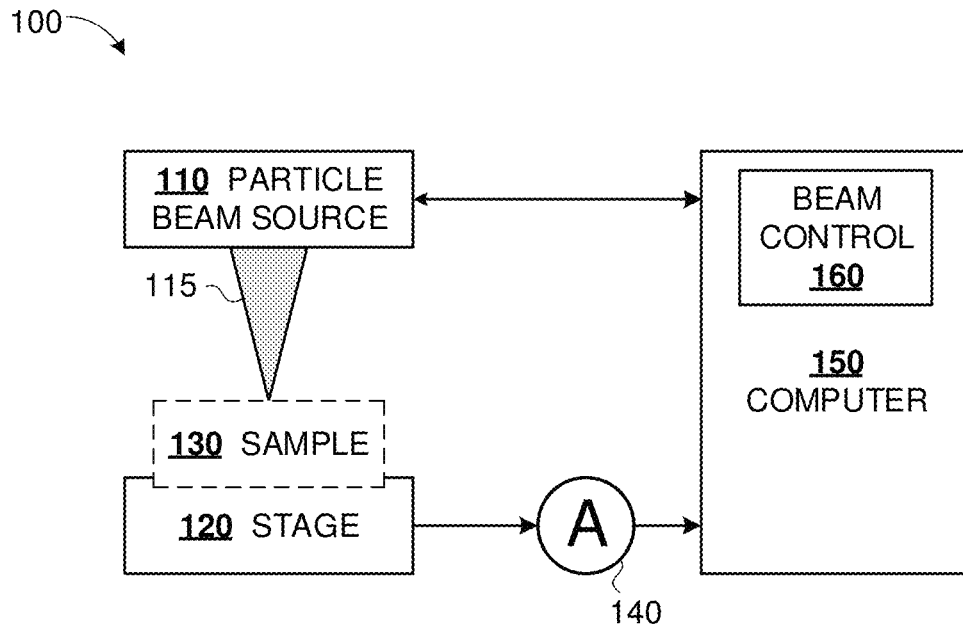 100
110 PARTICLE
BEAM SOURCE
BEAM
CONTROL
160
115
150
COMPUTER
130 SAMPLE
120 STAGE
A
140